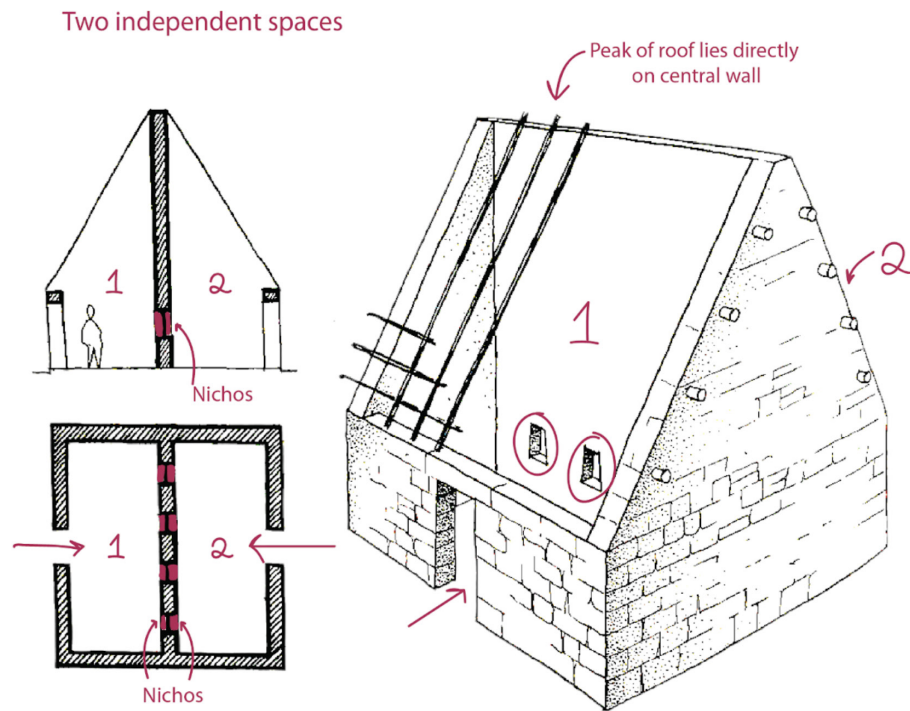 Two independent spaces
Peak of roof lies directly
on central wall
1
2
Nichos
1
2
Nichos
1
2